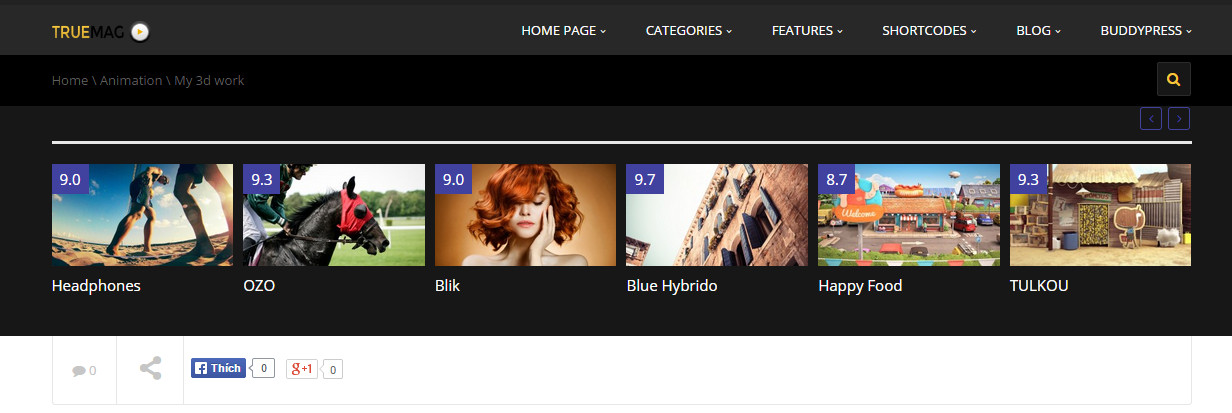 TRUEMAG
HOME PAGE CATEGORIES FEATURES SHORTCODES BLOG BUDDYPRESS
Home \ Animation \ My 3d work
9.0 9.3 9.0 9.7 8.7 9.3
Welcome
Headphones OZO Blik Blue Hybrido Happy Food TULKOU
0 Thích 0 g+1 0